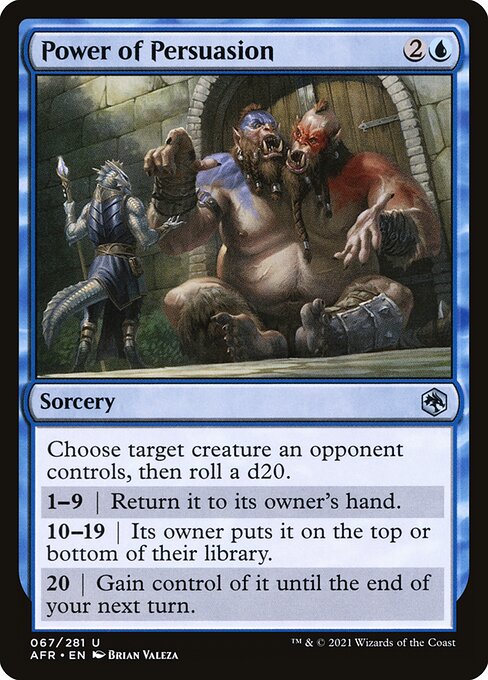 Power of Persuasion 2
Sorcery
Choose target creature an opponent
controls, then roll a d20.
1–9 | Return it to its owner's hand.
10–19 | Its owner puts it on the top or
bottom of their library.
20 | Gain control of it until the end of
your next turn.
067/281 U
AFR • EN Brian Valeza
™ & © 2021 Wizards of the Coast